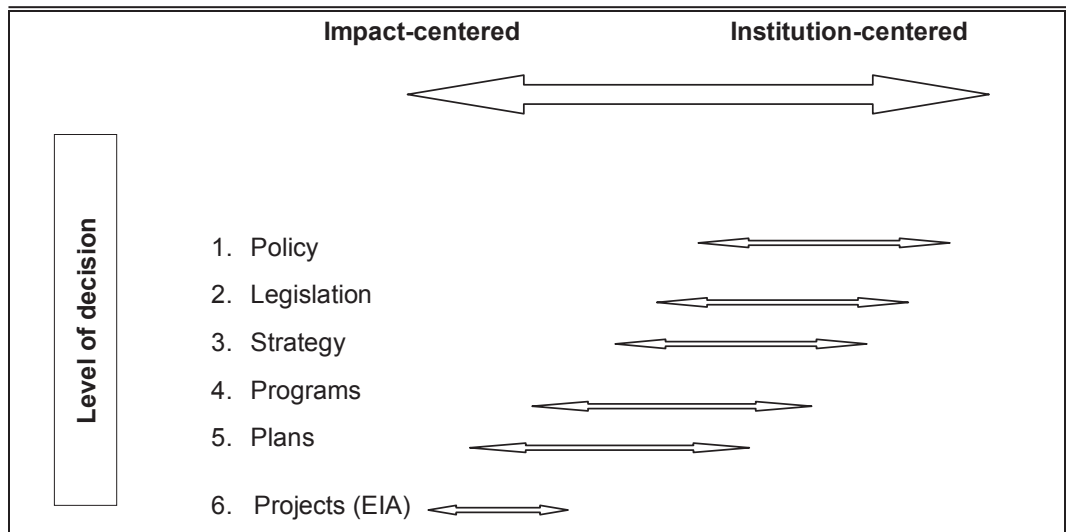 Impact-centered Institution-centered
Level of decision
1. Policy
2. Legislation
3. Strategy
4. Programs
5. Plans
6. Projects (EIA)